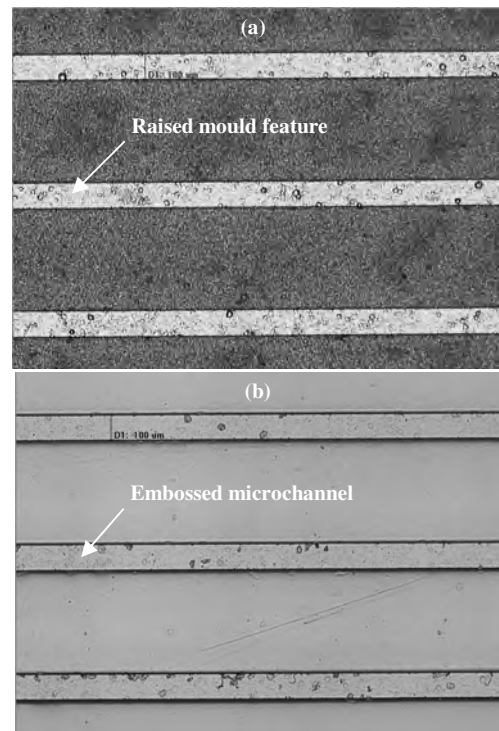 (a)
D1: 100 um
Raised mould feature
(b)
D1: 100 um
Embossed microchannel